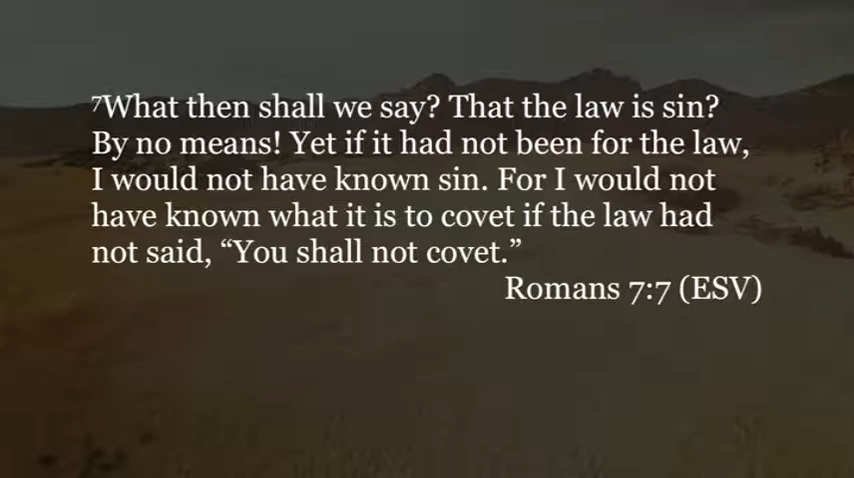 ⁷What then shall we say? That the law is sin?
By no means! Yet if it had not been for the law,
I would not have known sin. For I would not
have known what it is to covet if the law had
not said, “You shall not covet.”
Romans 7:7 (ESV)